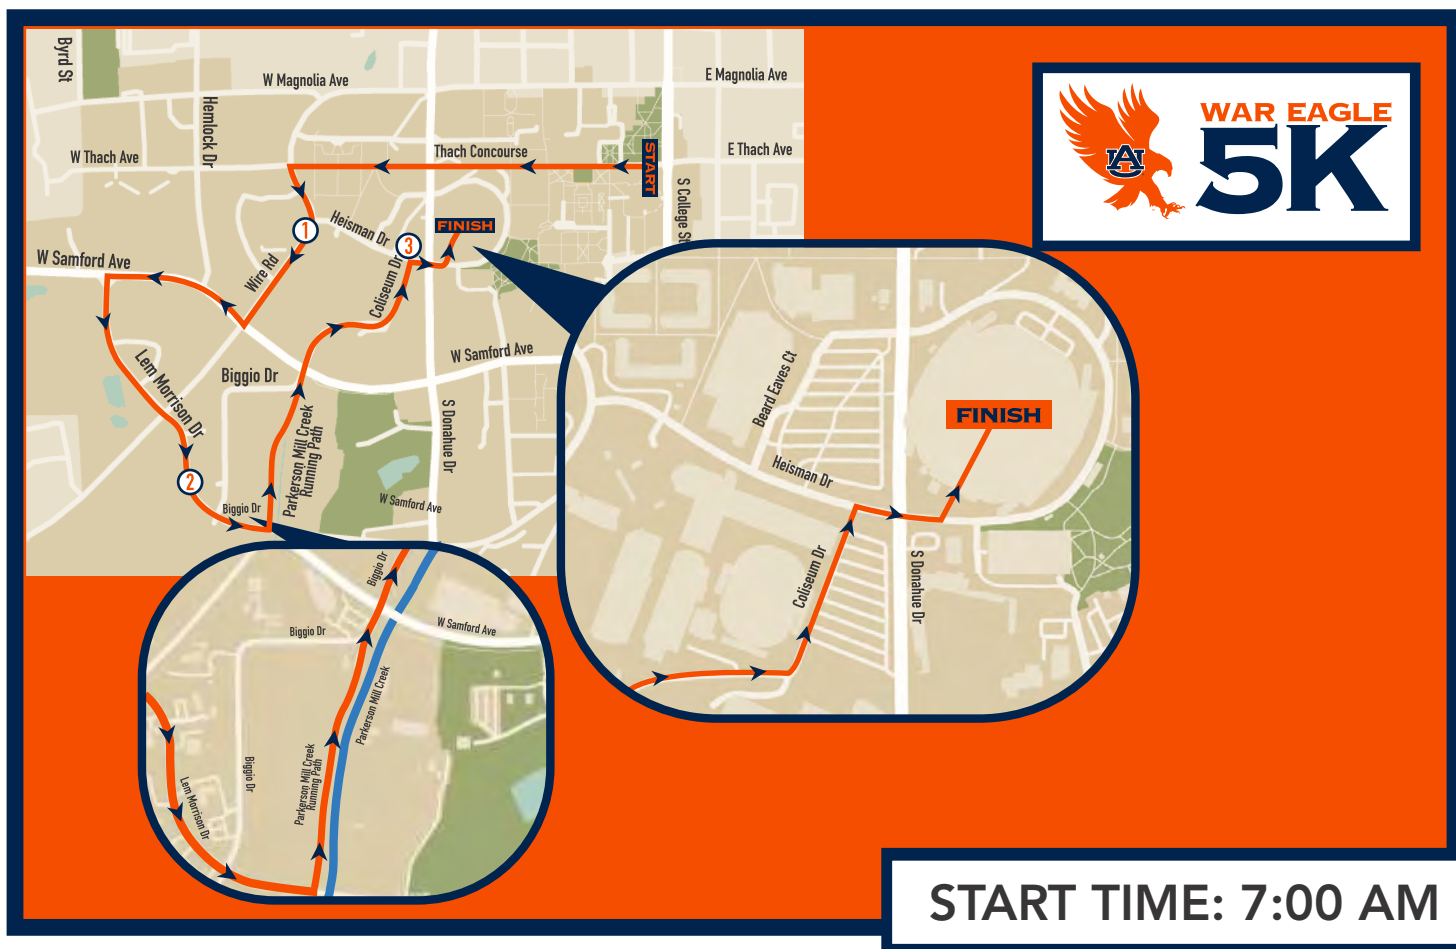 Byrd St
W Magnolia Ave
E Magnolia Ave
Hemlock Dr
W Thach Ave
Thach Concourse
E Thach Ave
START
S College St
1
Heisman Dr
FINISH
3
W Samford Ave
Wire Rd
Coliseum Dr
Lem Morrison Dr
Biggio Dr
W Samford Ave
S Donahue Dr
Parkerson Mill Creek
Running Path
2
Biggio Dr
W Samford Ave
WAR EAGLE
5K
AU
Beard Eaves Ct
FINISH
Heisman Dr
Coliseum Dr
S Donahue Dr
Biggio Dr
Biggio Dr
W Samford Ave
Parkerson Mill Creek
Biggio Dr
Parkerson Mill Creek
Running Path
Lem Morrison Dr
START TIME: 7:00 AM